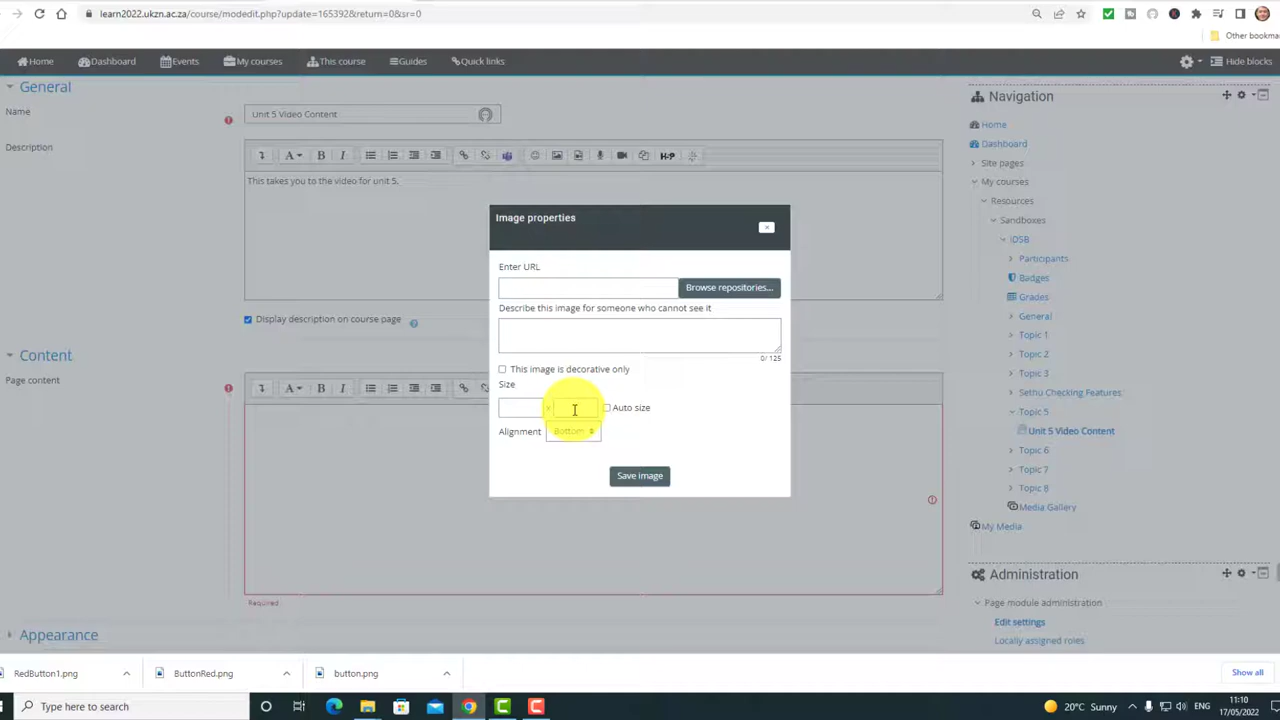 learn2022.ukzn.ac.za/course/modedit.php?update=165392&return=0&sr=0
Other bookma
Home Dashboard Events My courses This course Guides Quick links Hide blocks
General
Name
Unit 5 Video Content
Description
A B I H-P
This takes you to the video for unit 5.
Display description on course page
Content
Page content
A B I
Required
Appearance
Image properties
Enter URL
Browse repositories...
Describe this image for someone who cannot see it
0/ 125
This image is decorative only
Size
x Auto size
Alignment Bottom
Save image
Navigation
Home
Dashboard
Site pages
My courses
Resources
Sandboxes
IDSB
Participants
Badges
Grades
General
Topic 1
Topic 2
Topic 3
Sethu Checking Features
Topic 5
Unit 5 Video Content
Topic 6
Topic 7
Topic 8
Media Gallery
My Media
Administration
Page module administration
Edit settings
Locally assigned roles
RedButton1.png ButtonRed.png button.png Show all
Type here to search
20°C Sunny ENG
11:10
17/05/2022